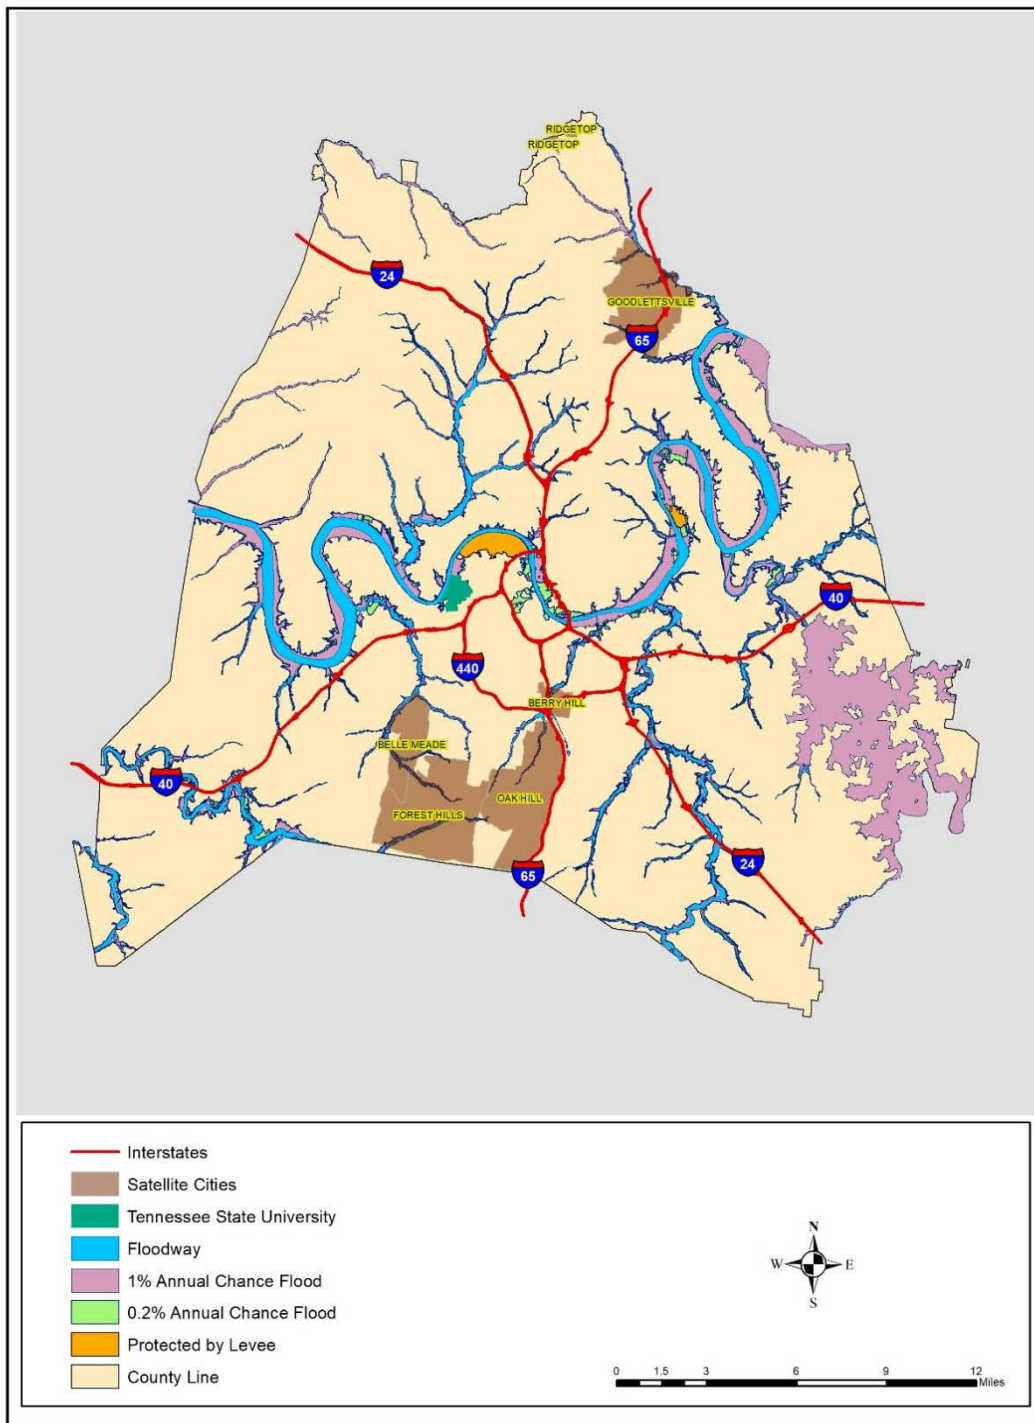 RIDGETOP
RIDGETOP
24
GOODLETTSVILLE
65
40
440
BERRY HILL
BELLE MEADE
40
OAK HILL
FOREST HILLS
24
65
Interstates
Satellite Cities
Tennessee State University
Floodway
1% Annual Chance Flood
0.2% Annual Chance Flood
Protected by Levee
County Line
N
W E
S
0 1.5 3 6 9 12
Miles